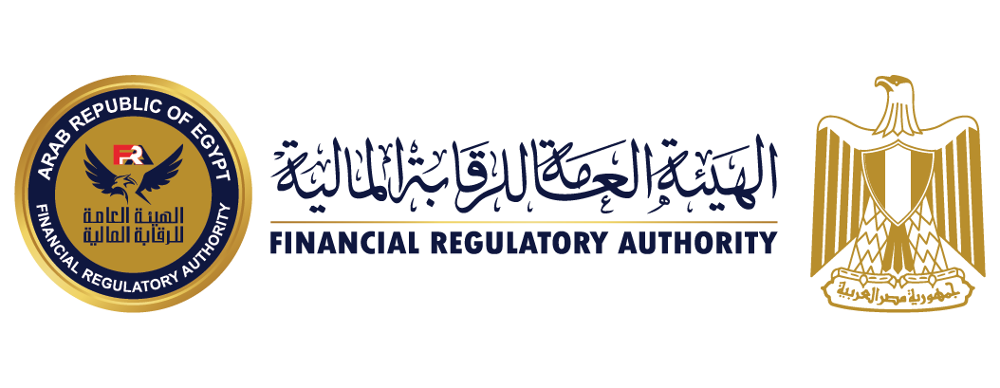 ARAB REPUBLIC OF EGYPT
FRA
الهيئة العامة
للرقابة المالية
FINANCIAL REGULATORY AUTHORITY
الهيئة العامة للرقابة المالية
FINANCIAL REGULATORY AUTHORITY
جمهورية مصر العربية